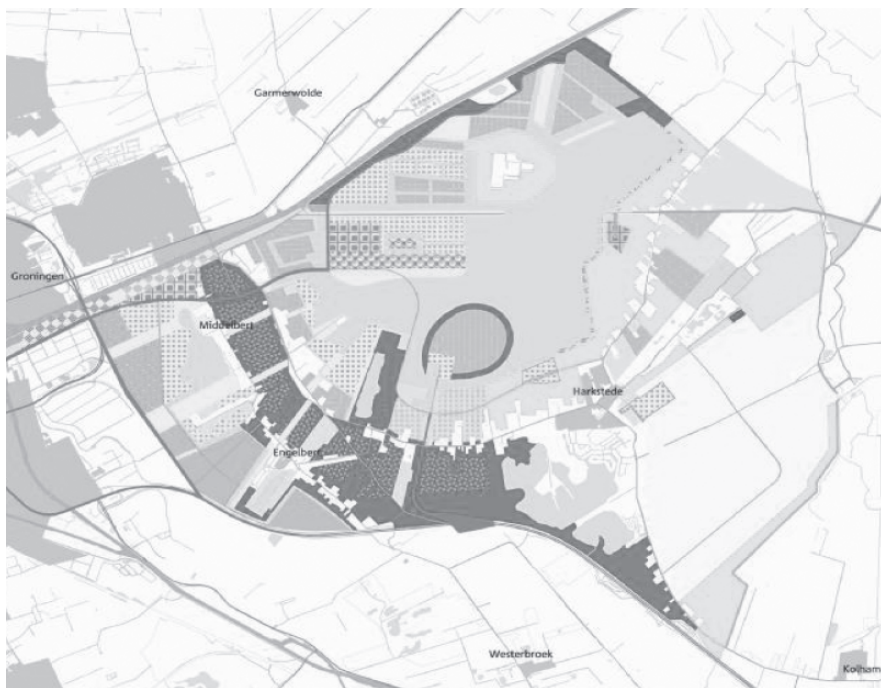 Garmerwolde
Groningen
Middelbert
Harkstede
Engelbert
Westerbroek
Kolham